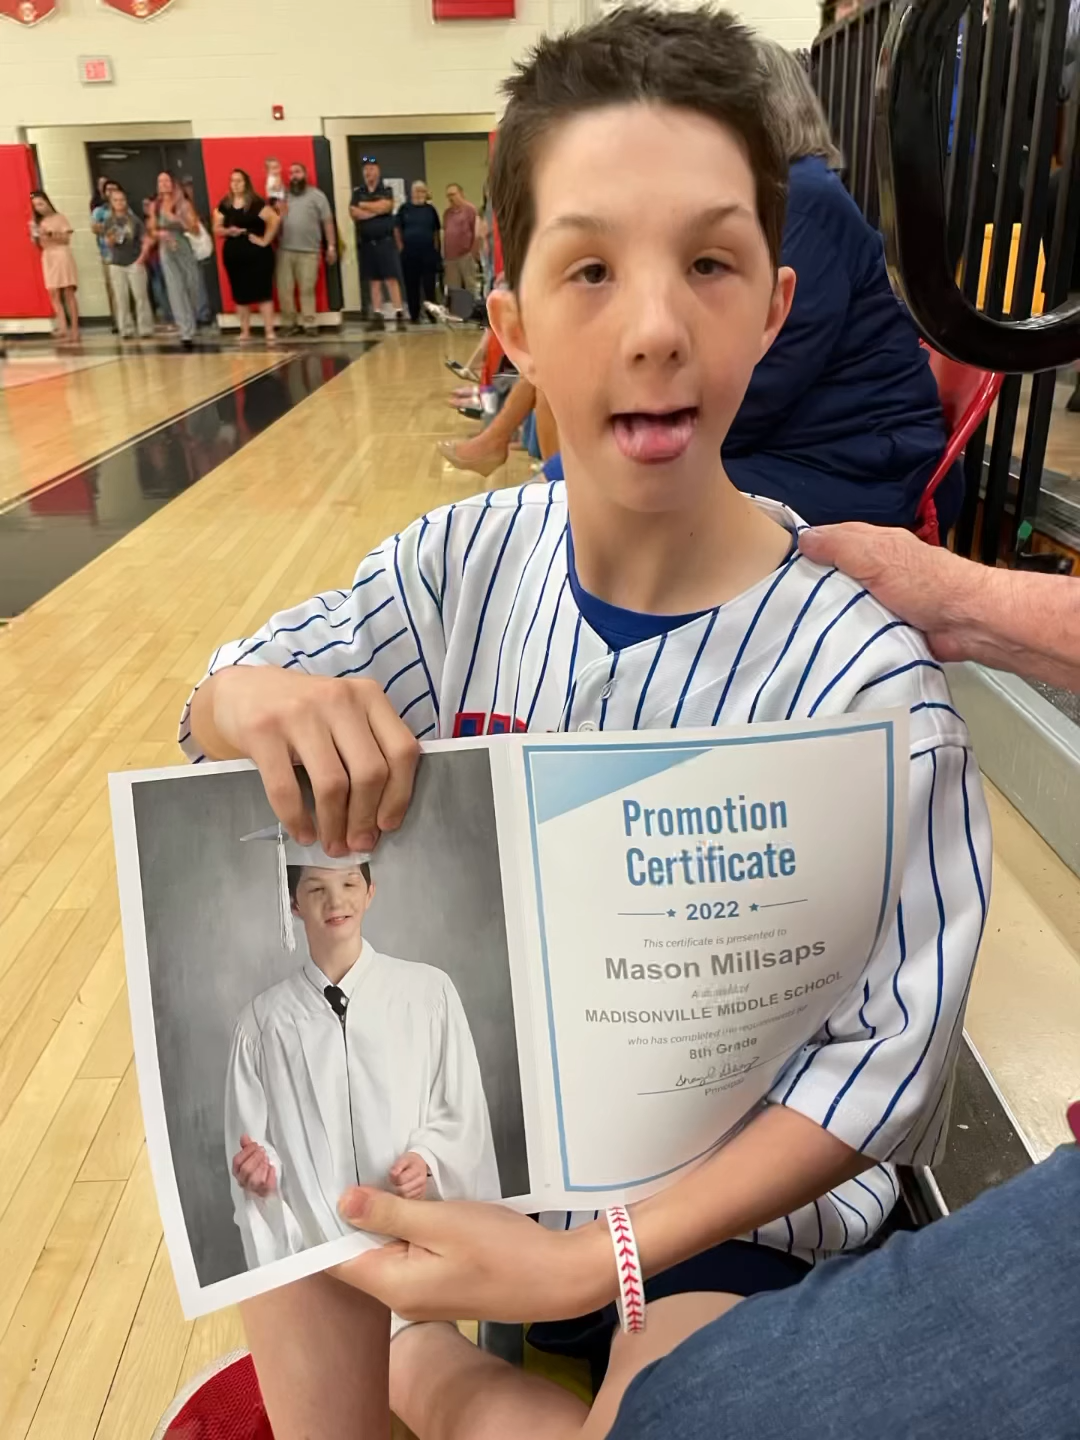 Promotion
Certificate
2022
This certificate is presented to
Mason Millsaps
MADISONVILLE MIDDLE SCHOOL
who has completed the requirements for
8th Grade
Principal